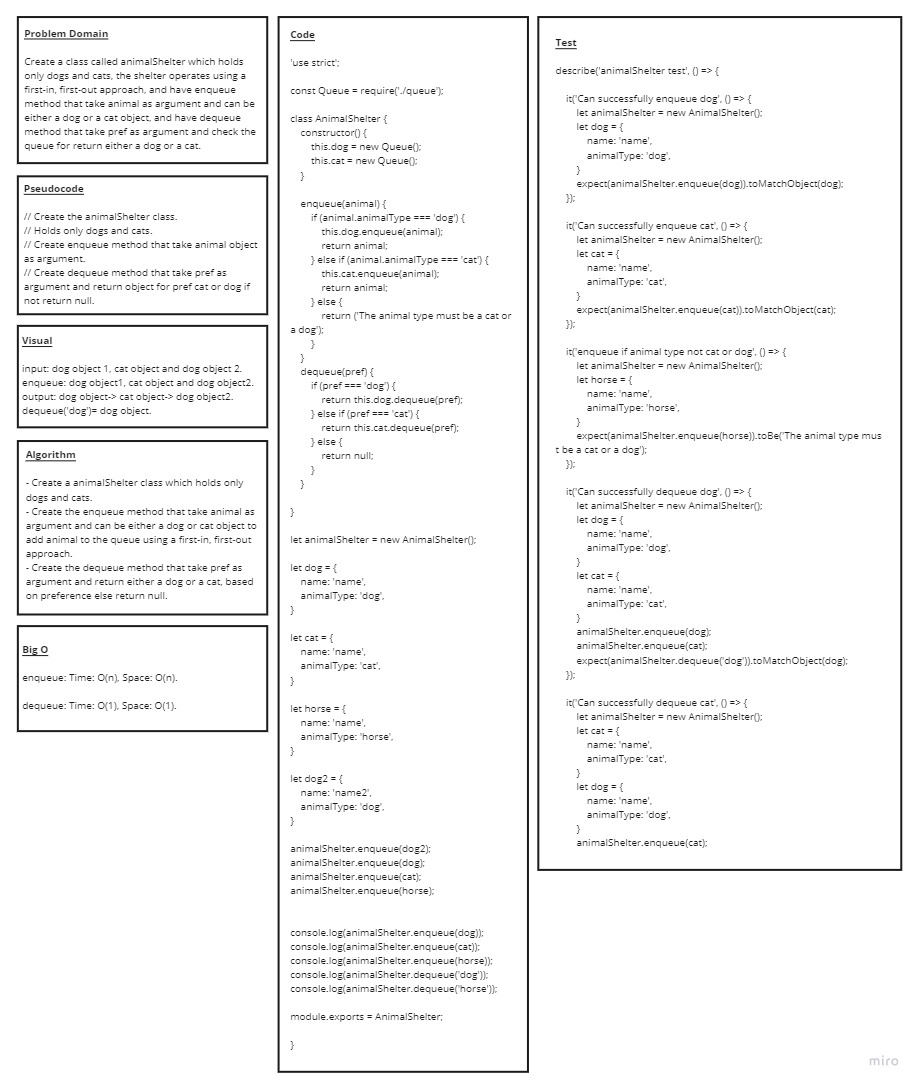 Problem Domain
Create a class called animalShelter which holds
only dogs and cats, the shelter operates using a
first-in, first-out approach, and have enqueue
method that take animal as argument and can be
either a dog or a cat object, and have dequeue
method that take pref as argument and check the
queue for return either a dog or a cat.
Pseudocode
// Create the animalShelter class.
// Holds only dogs and cats.
// Create enqueue method that take animal object
as argument.
// Create dequeue method that take pref as
argument and return object for pref cat or dog if
not return null.
Visual
input: dog object 1, cat object and dog object 2.
enqueue: dog object1, cat object and dog object2.
output: dog object-> cat object-> dog object2.
dequeue('dog')= dog object.
Algorithm
- Create a animalShelter class which holds only
dogs and cats.
- Create the enqueue method that take animal as
argument and can be either a dog or cat object to
add animal to the queue using a first-in, first-out
approach.
- Create the dequeue method that take pref as
argument and return either a dog or a cat, based
on preference else return null.
Big O
enqueue: Time: O(n), Space: O(n).
dequeue: Time: O(1), Space: O(1).
Code
'use strict';
const Queue = require('./queue');
class AnimalShelter {
constructor() {
this.dog = new Queue();
this.cat = new Queue();
}
enqueue(animal) {
if (animal.animalType === 'dog') {
this.dog.enqueue(animal);
return animal;
} else if (animal.animalType === 'cat') {
this.cat.enqueue(animal);
return animal;
} else {
return ('The animal type must be a cat or
a dog');
}
}
dequeue(pref) {
if (pref === 'dog') {
return this.dog.dequeue(pref);
} else if (pref === 'cat') {
return this.cat.dequeue(pref);
} else {
return null;
}
}
}
let animalShelter = new AnimalShelter();
let dog = {
name: 'name',
animalType: 'dog',
}
let cat = {
name: 'name',
animalType: 'cat',
}
let horse = {
name: 'name',
animalType: 'horse',
}
let dog2 = {
name: 'name2',
animalType: 'dog',
}
animalShelter.enqueue(dog2);
animalShelter.enqueue(dog);
animalShelter.enqueue(cat);
animalShelter.enqueue(horse);
console.log(animalShelter.enqueue(dog));
console.log(animalShelter.enqueue(cat));
console.log(animalShelter.enqueue(horse));
console.log(animalShelter.dequeue('dog'));
console.log(animalShelter.dequeue('horse'));
module.exports = AnimalShelter;
}
Test
describe('animalShelter test', () => {
it('Can successfully enqueue dog', () => {
let animalShelter = new AnimalShelter();
let dog = {
name: 'name',
animalType: 'dog',
}
expect(animalShelter.enqueue(dog)).toMatchObject(dog);
});
it('Can successfully enqueue cat', () => {
let animalShelter = new AnimalShelter();
let cat = {
name: 'name',
animalType: 'cat',
}
expect(animalShelter.enqueue(cat)).toMatchObject(cat);
});
it('enqueue if animal type not cat or dog', () => {
let animalShelter = new AnimalShelter();
let horse = {
name: 'name',
animalType: 'horse',
}
expect(animalShelter.enqueue(horse)).toBe('The animal type mus
t be a cat or a dog');
});
it('Can successfully dequeue dog', () => {
let animalShelter = new AnimalShelter();
let dog = {
name: 'name',
animalType: 'dog',
}
let cat = {
name: 'name',
animalType: 'cat',
}
animalShelter.enqueue(dog);
animalShelter.enqueue(cat);
expect(animalShelter.dequeue('dog')).toMatchObject(dog);
});
it('Can successfully dequeue cat', () => {
let animalShelter = new AnimalShelter();
let cat = {
name: 'name',
animalType: 'cat',
}
let dog = {
name: 'name',
animalType: 'dog',
}
animalShelter.enqueue(cat);
miro